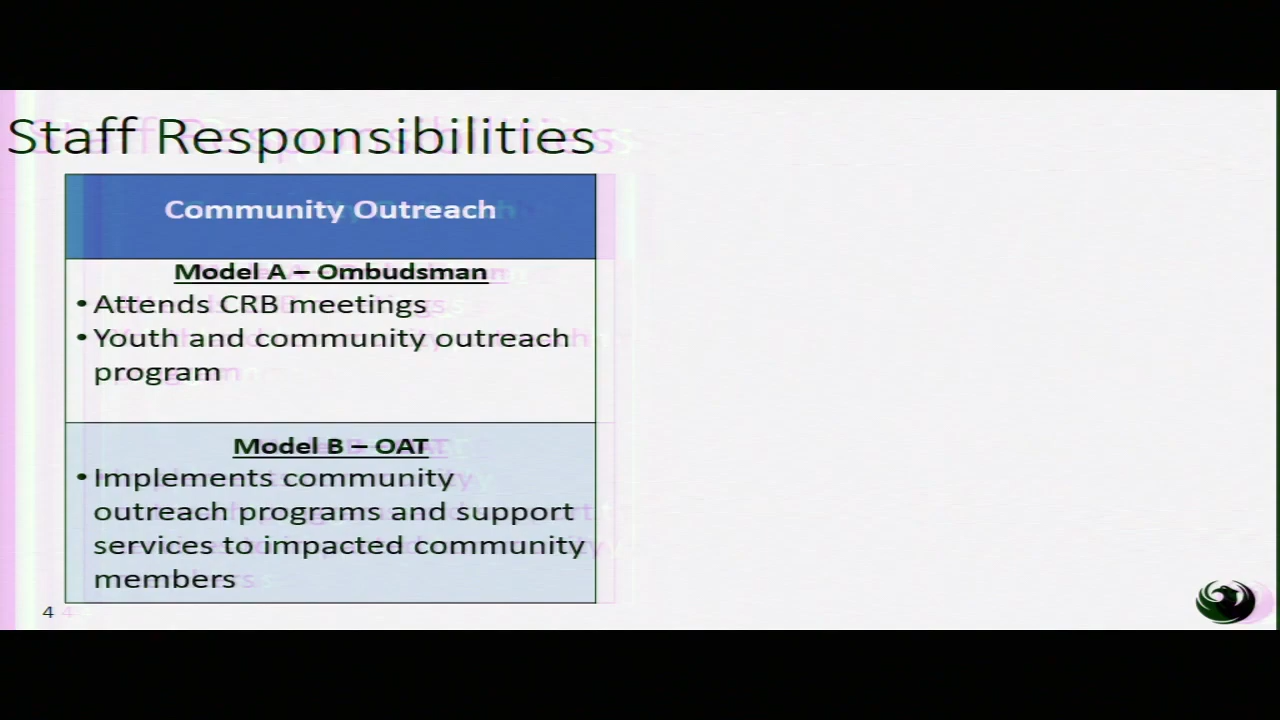 Staff Responsibilities
Community Outreach
Model A – Ombudsman
• Attends CRB meetings
• Youth and community outreach
program
Model B – OAT
• Implements community
outreach programs and support
services to impacted community
members
4